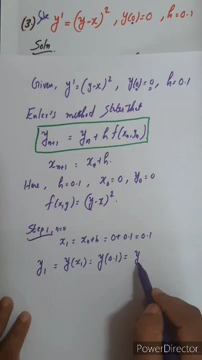 (3) Solve y' = (y-x)², y(0)=0, h=0.1
Soln
Given, y' = (y-x)², y(0)=0, h=0.1
Euler's method states that
yₙ₊₁ = yₙ + h f(xₙ,yₙ)
xₙ₊₁ = xₙ+h.
Here, h=0.1, x₀=0, y₀=0
f(x,y) = (y-x)².
Step 1, n=0
x₁ = x₀+h = 0+0.1=0.1
y₁ = y(x₁) = y(0.1) = y
PowerDirector